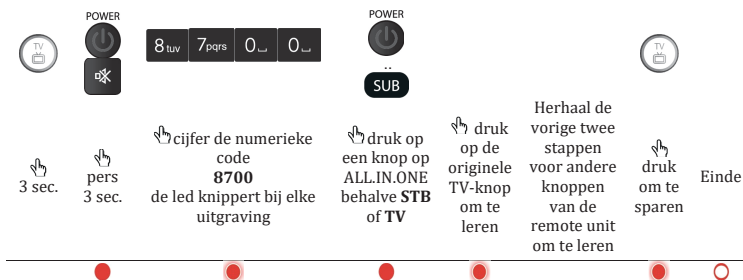 POWER
POWER
TV
TV
8 tuv 7 pqrs 0 0
SUB
3 sec.
pers
3 sec.
cijfer de numerieke
code
8700
de led knippert bij elke
uitgraving
druk op
een knop op
ALL.IN.ONE
behalve STB
of TV
druk
op de
originele
TV-knop
om te
leren
Herhaal de
vorige twee
stappen
voor andere
knoppen
van de
remote unit
om te leren
druk
om te
sparen
Einde